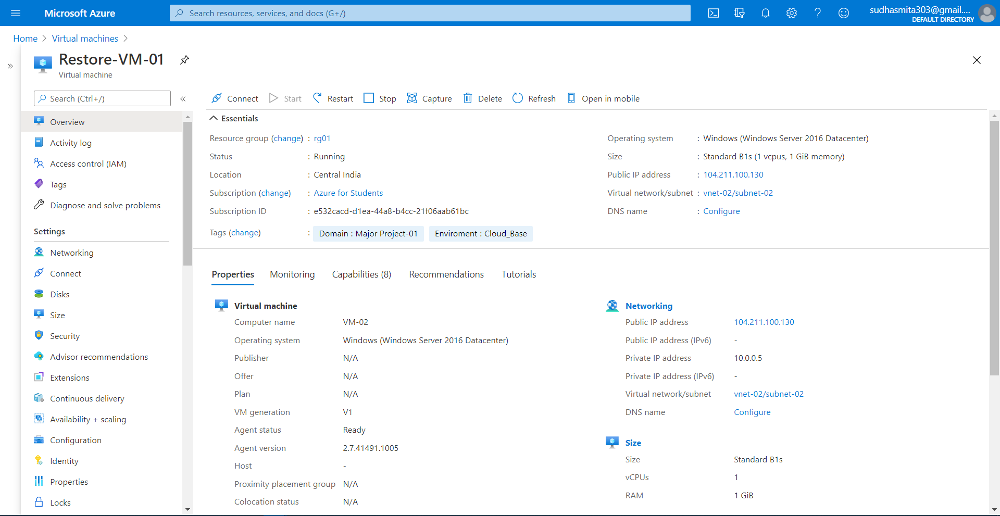 Microsoft Azure
Search resources, services, and docs (G+/)
sudhasmita303@gmail....
DEFAULT DIRECTORY
Home > Virtual machines >
Restore-VM-01
Virtual machine
Search (Ctrl+/)
Overview
Activity log
Access control (IAM)
Tags
Diagnose and solve problems
Settings
Networking
Connect
Disks
Size
Security
Advisor recommendations
Extensions
Continuous delivery
Availability + scaling
Configuration
Identity
Properties
Locks
Connect Start Restart Stop Capture Delete Refresh Open in mobile
Essentials
Resource group (change) : rg01
Status : Running
Location : Central India
Subscription (change) : Azure for Students
Subscription ID : e532cacd-d1ea-44a8-b4cc-21f06aab61bc
Tags (change) : Domain : Major Project-01 Enviroment : Cloud_Base
Operating system : Windows (Windows Server 2016 Datacenter)
Size : Standard B1s (1 vcpus, 1 GiB memory)
Public IP address : 104.211.100.130
Virtual network/subnet : vnet-02/subnet-02
DNS name : Configure
Properties Monitoring Capabilities (8) Recommendations Tutorials
Virtual machine
Computer name VM-02
Operating system Windows (Windows Server 2016 Datacenter)
Publisher N/A
Offer N/A
Plan N/A
VM generation V1
Agent status Ready
Agent version 2.7.41491.1005
Host -
Proximity placement group N/A
Colocation status N/A
Networking
Public IP address 104.211.100.130
Public IP address (IPv6) -
Private IP address 10.0.0.5
Private IP address (IPv6) -
Virtual network/subnet vnet-02/subnet-02
DNS name Configure
Size
Size Standard B1s
vCPUs 1
RAM 1 GiB